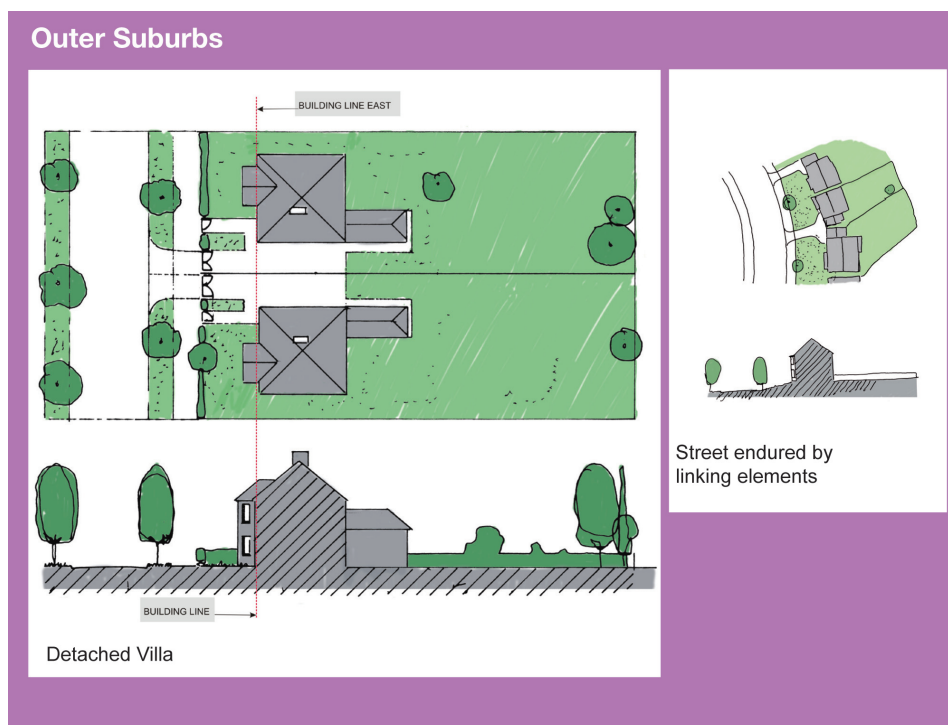 Outer Suburbs
BUILDING LINE EAST
BUILDING LINE
Detached Villa
Street endured by
linking elements